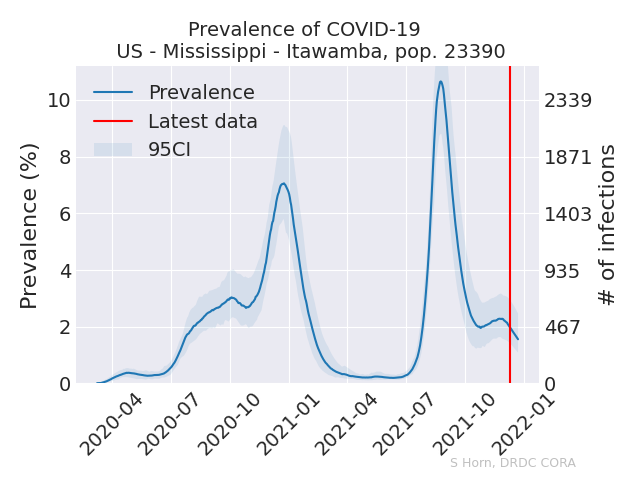 Prevalence of COVID-19
US - Mississippi - Itawamba, pop. 23390
Prevalence
Latest data
95CI
Prevalence (%)
10
8
6
4
2
0
2339
1871
1403
935
467
0
# of infections
2020-04
2020-07
2020-10
2021-01
2021-04
2021-07
2021-10
2022-01
S Horn, DRDC CORA